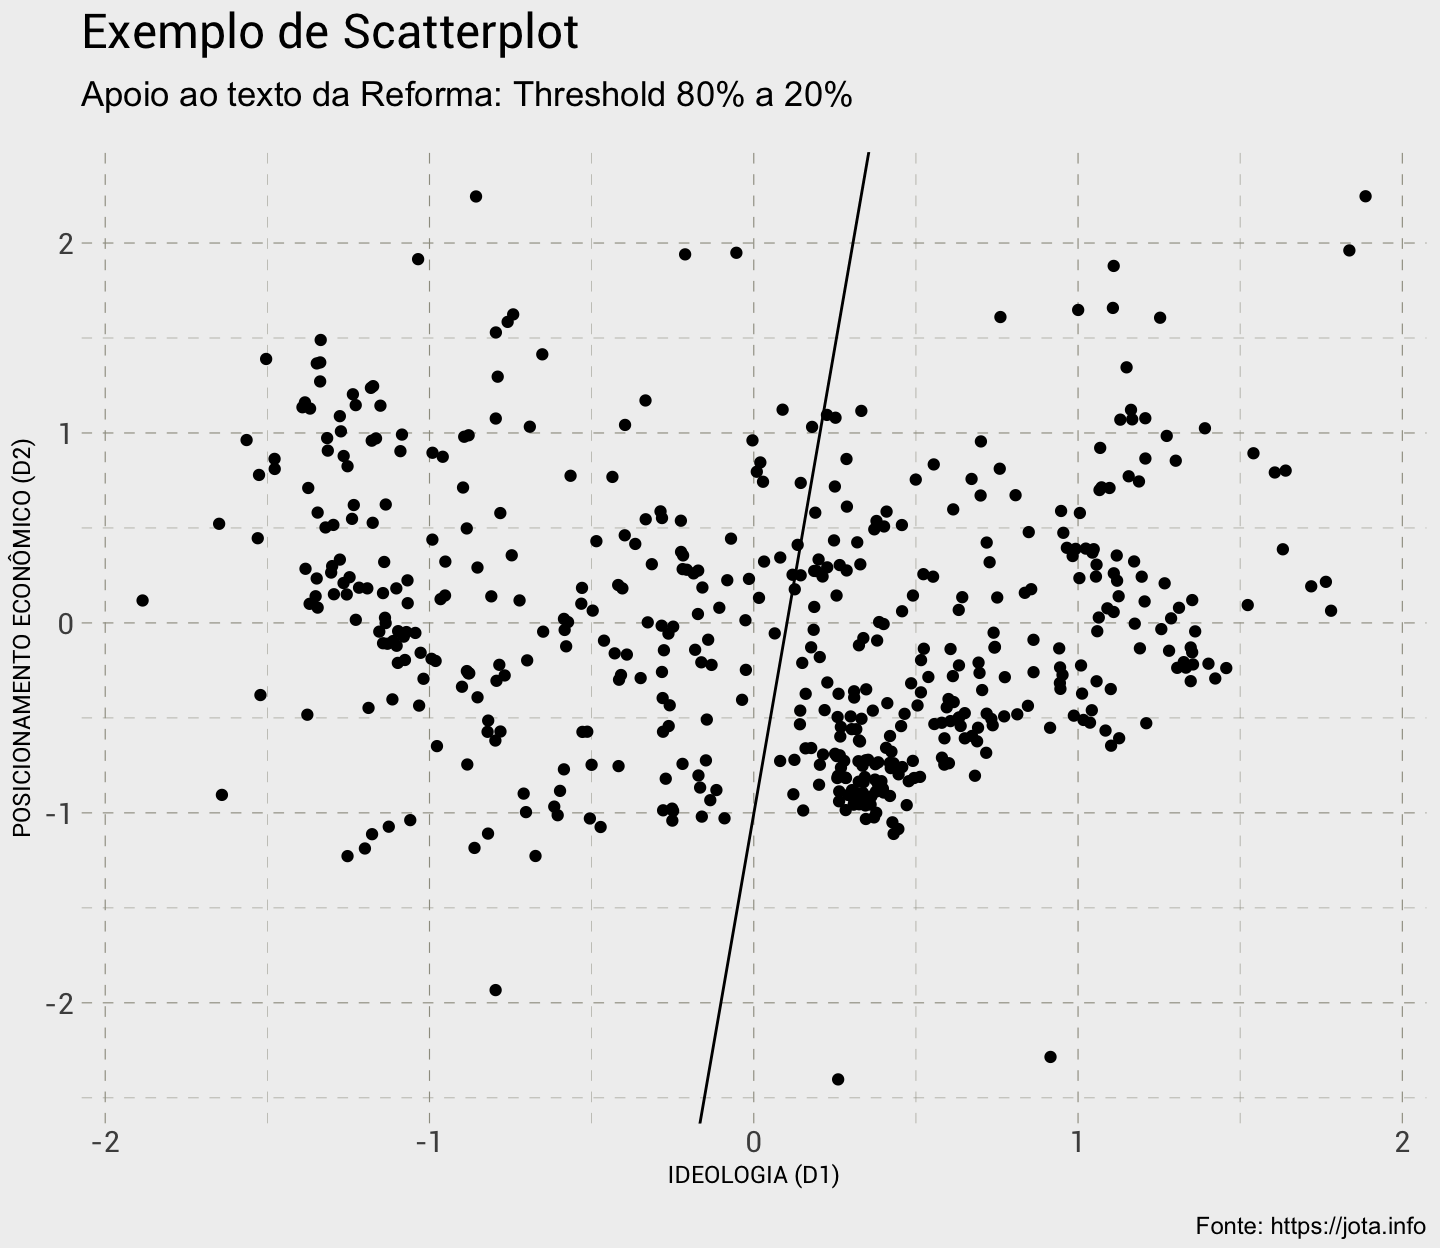 Exemplo de Scatterplot
Apoio ao texto da Reforma: Threshold 80% a 20%
POSICIONAMENTO ECONÔMICO (D2)
2
1
0
-1
-2
-2 -1 0 1 2
IDEOLOGIA (D1)
Fonte: https://jota.info